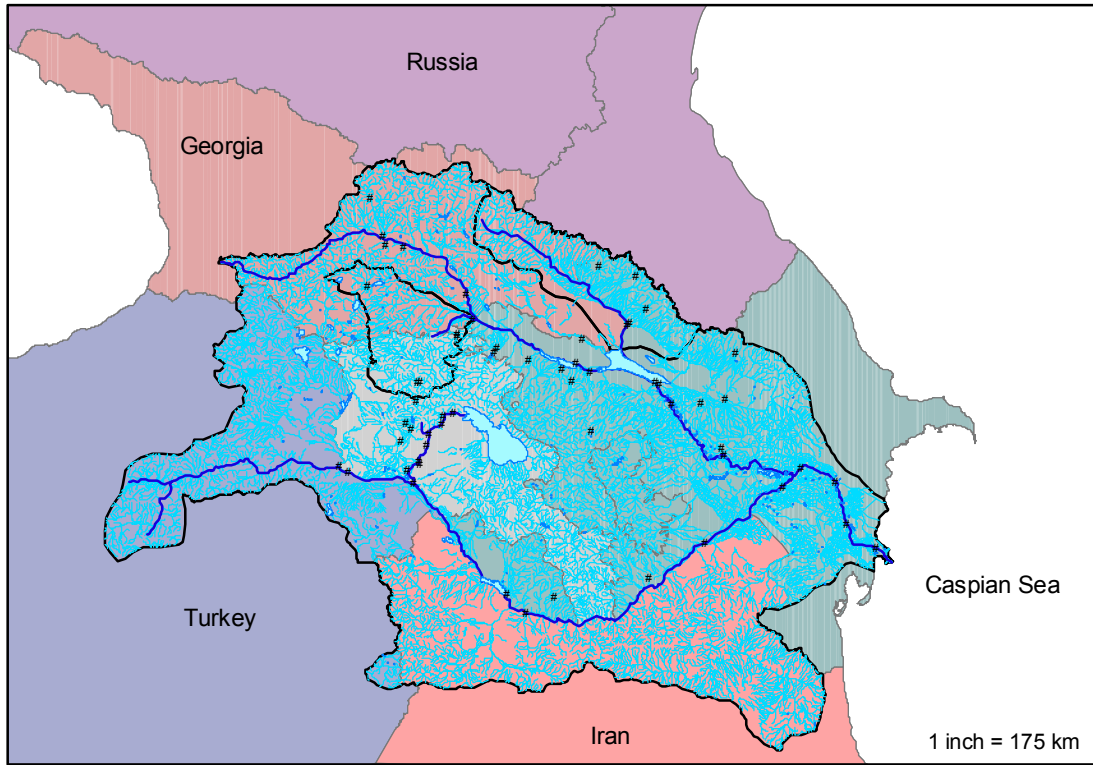 Russia
Georgia
Caspian Sea
Turkey
Iran
1 inch = 175 km